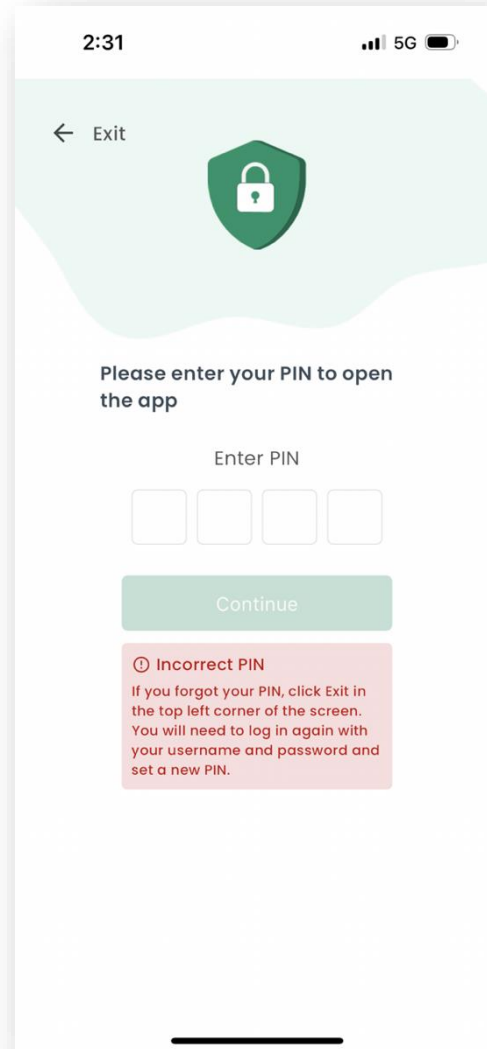 2:31
5G
Exit
Please enter your PIN to open
the app
Enter PIN
Continue
Incorrect PIN
If you forgot your PIN, click Exit in
the top left corner of the screen.
You will need to log in again with
your username and password and
set a new PIN.